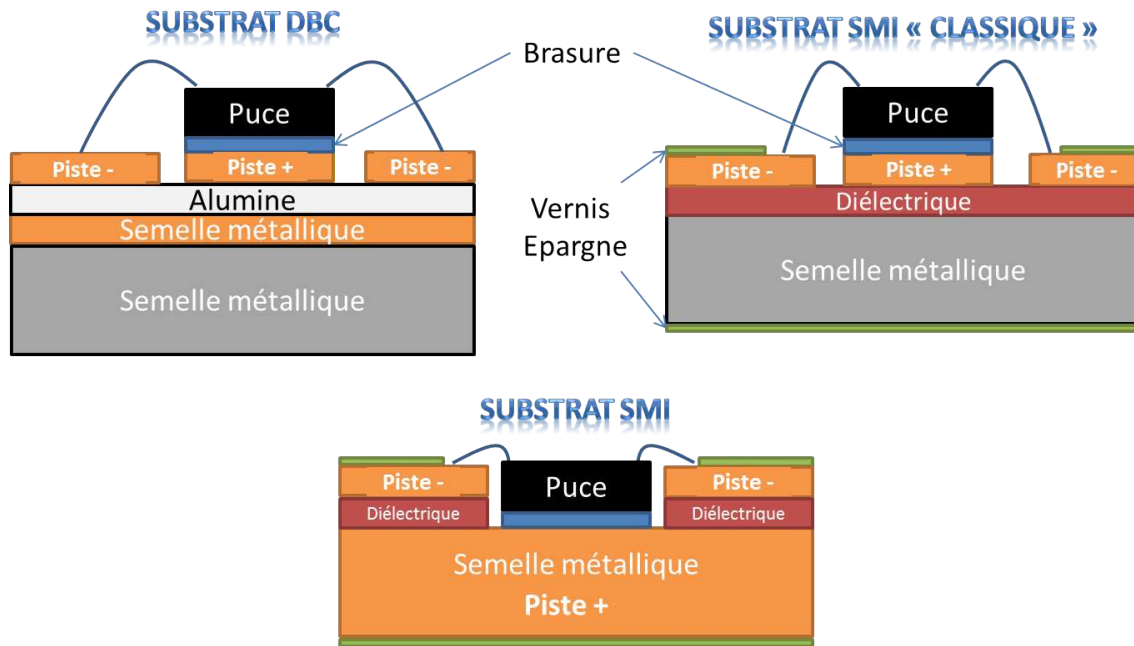 SUBSTRAT DBC
SUBSTRAT SMI « CLASSIQUE »
Brasure
Puce
Piste -
Piste +
Piste -
Alumine
Semelle métallique
Semelle métallique
Vernis
Epargne
Puce
Piste -
Piste +
Piste -
Diélectrique
Semelle métallique
SUBSTRAT SMI
Piste -
Puce
Piste -
Diélectrique
Diélectrique
Semelle métallique
Piste +